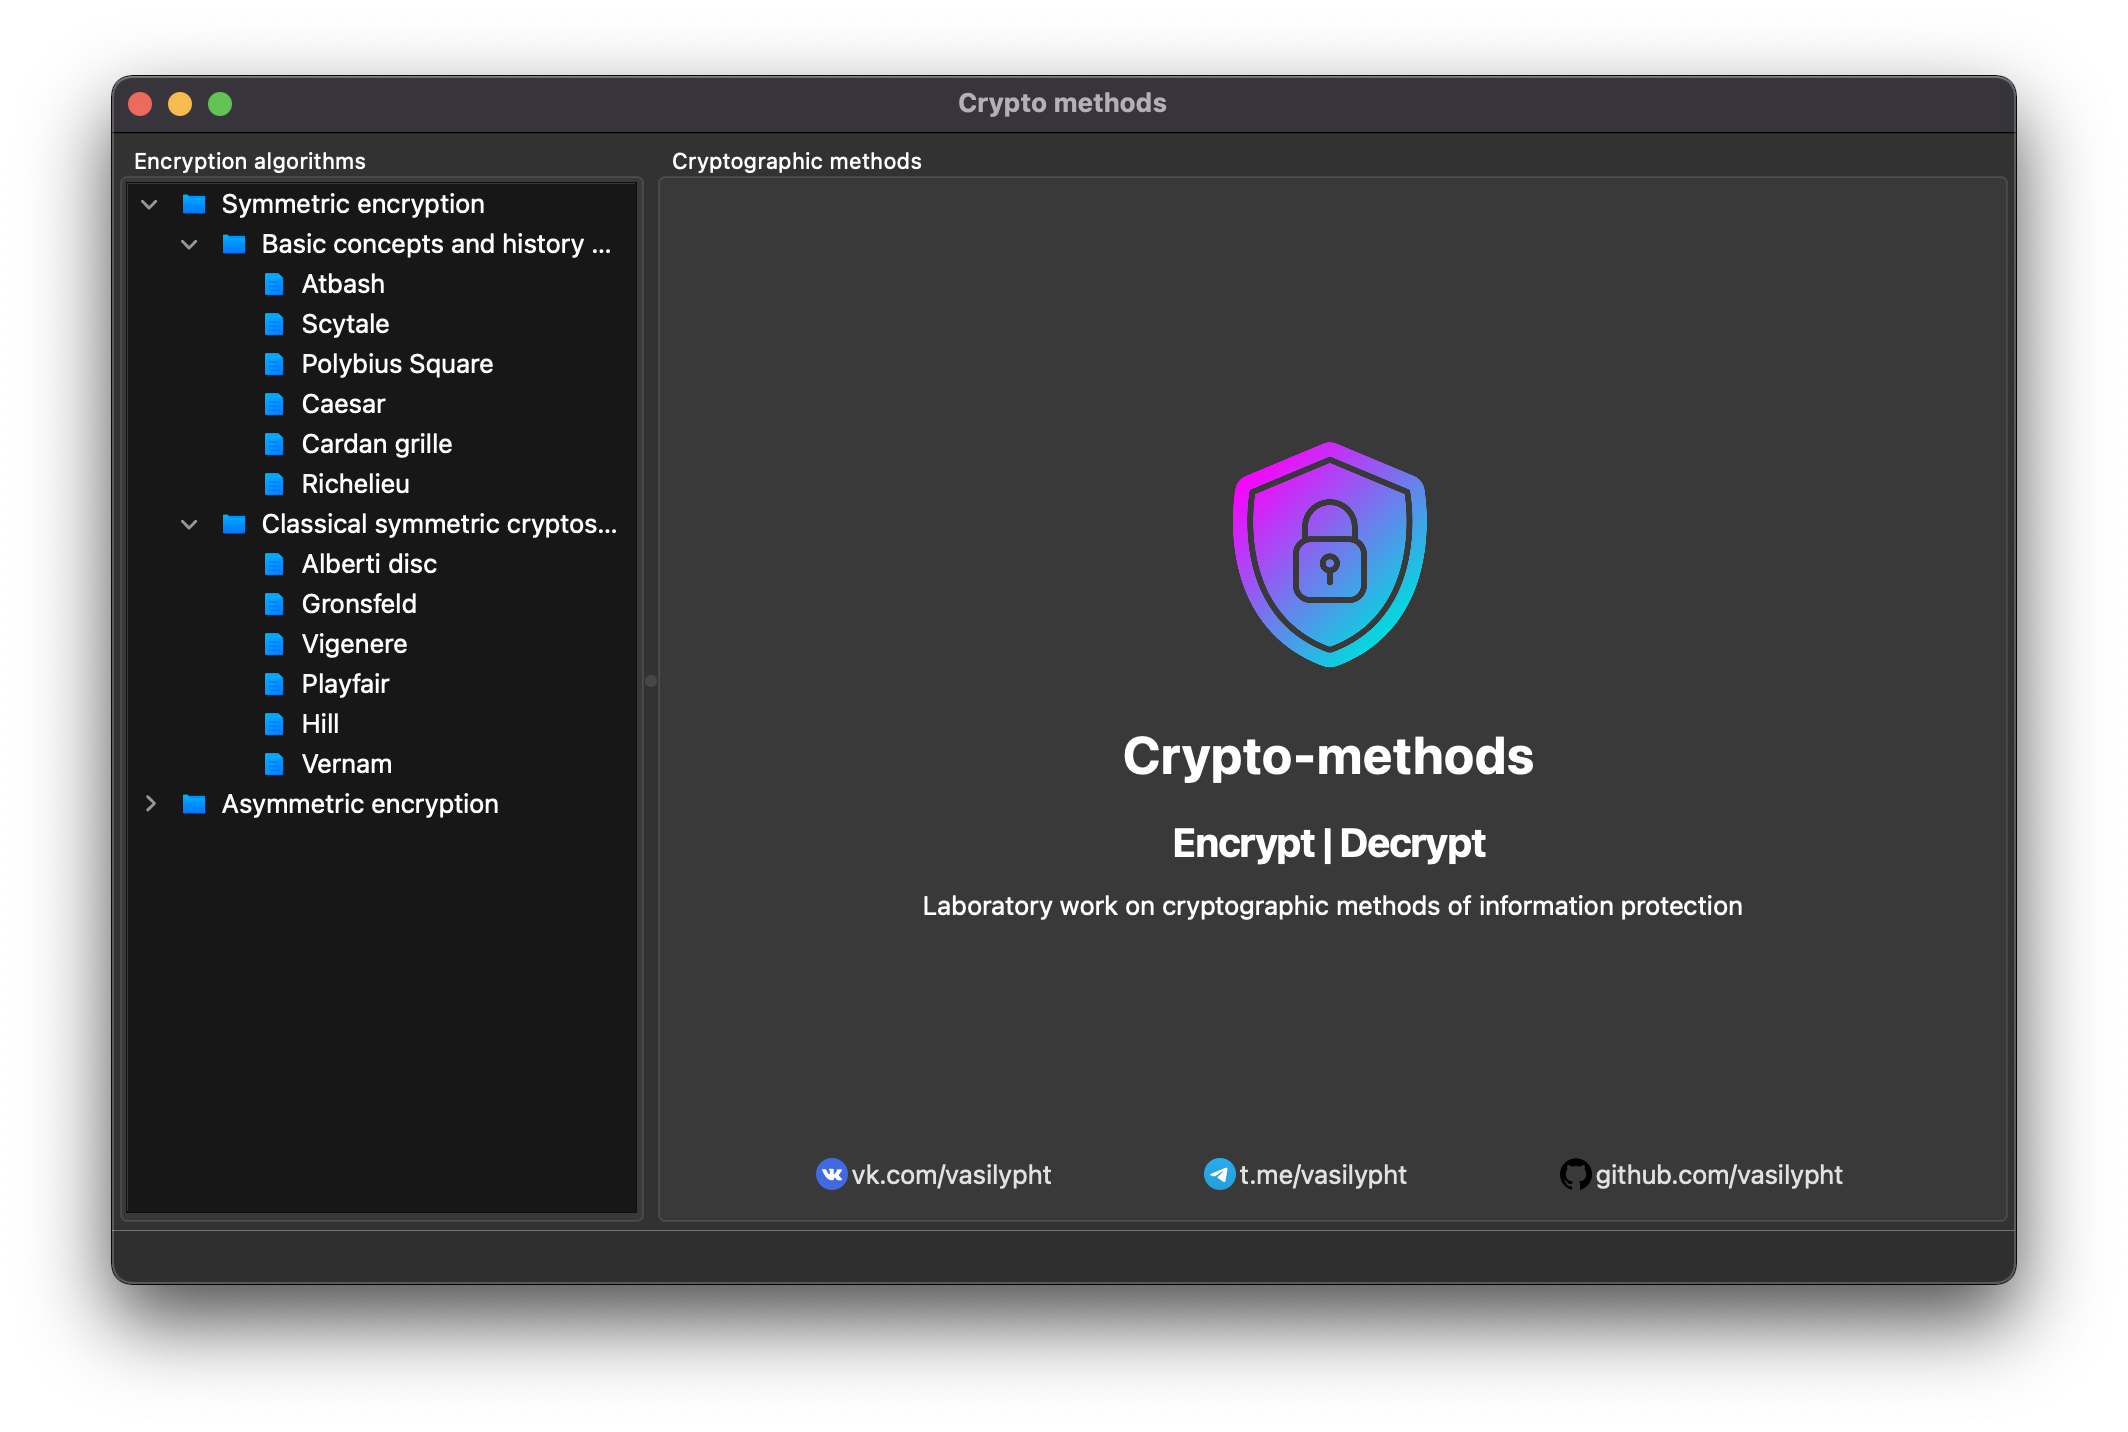 Crypto methods
Encryption algorithms
Symmetric encryption
Basic concepts and history ...
Atbash
Scytale
Polybius Square
Caesar
Cardan grille
Richelieu
Classical symmetric cryptos...
Alberti disc
Gronsfeld
Vigenere
Playfair
Hill
Vernam
Asymmetric encryption
Cryptographic methods
Crypto-methods
Encrypt | Decrypt
Laboratory work on cryptographic methods of information protection
vk.com/vasilypht
t.me/vasilypht
github.com/vasilypht